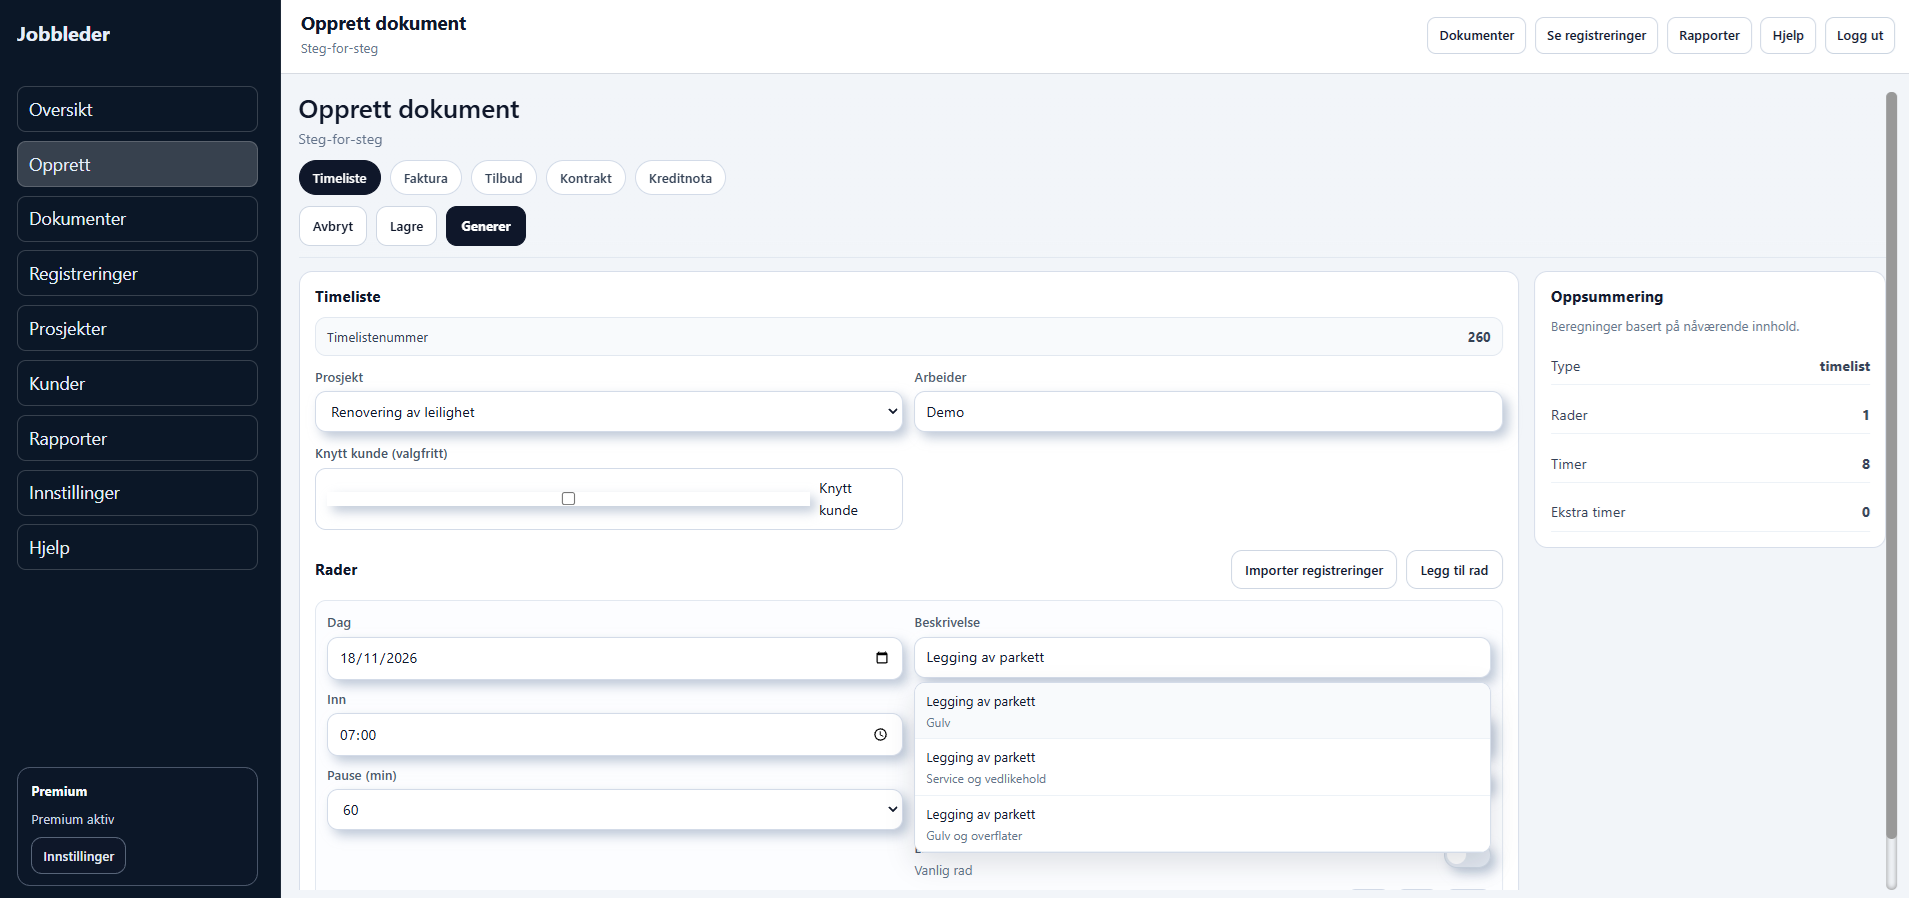 Jobbleder
Oversikt
Opprett
Dokumenter
Registreringer
Prosjekter
Kunder
Rapporter
Innstillinger
Hjelp
Premium
Premium aktiv
Innstillinger
Opprett dokument
Steg-for-steg
Dokumenter
Se registreringer
Rapporter
Hjelp
Logg ut
Opprett dokument
Steg-for-steg
Timeliste
Faktura
Tilbud
Kontrakt
Kreditnota
Avbryt
Lagre
Generer
Timeliste
Timelistenummer 260
Prosjekt
Renovering av leilighet
Arbeider
Demo
Knytt kunde (valgfritt)
Knytt
kunde
Rader
Importer registreringer
Legg til rad
Dag
18/11/2026
Beskrivelse
Legging av parkett
Legging av parkett
Gulv
Legging av parkett
Service og vedlikehold
Legging av parkett
Gulv og overflater
Inn
07:00
Pause (min)
60
Vanlig rad
Oppsummering
Beregninger basert på nåværende innhold.
Type timelist
Rader 1
Timer 8
Ekstra timer 0